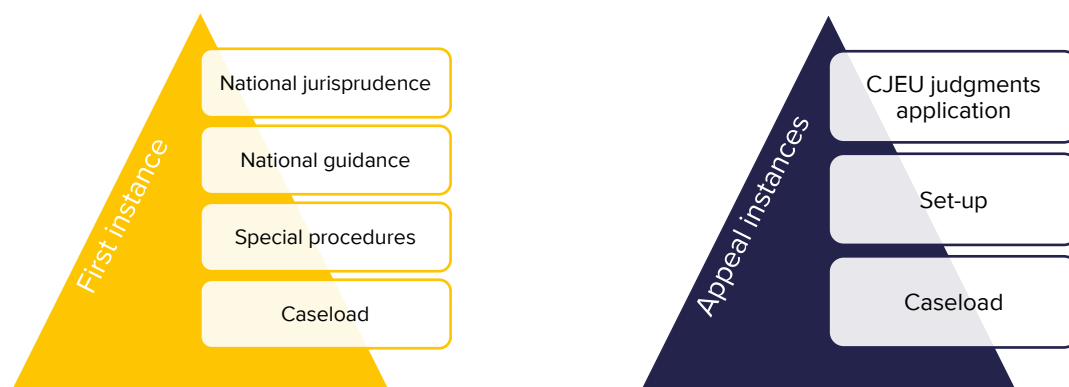 First instance
National jurisprudence
National guidance
Special procedures
Caseload
Appeal instances
CJEU judgments
application
Set-up
Caseload